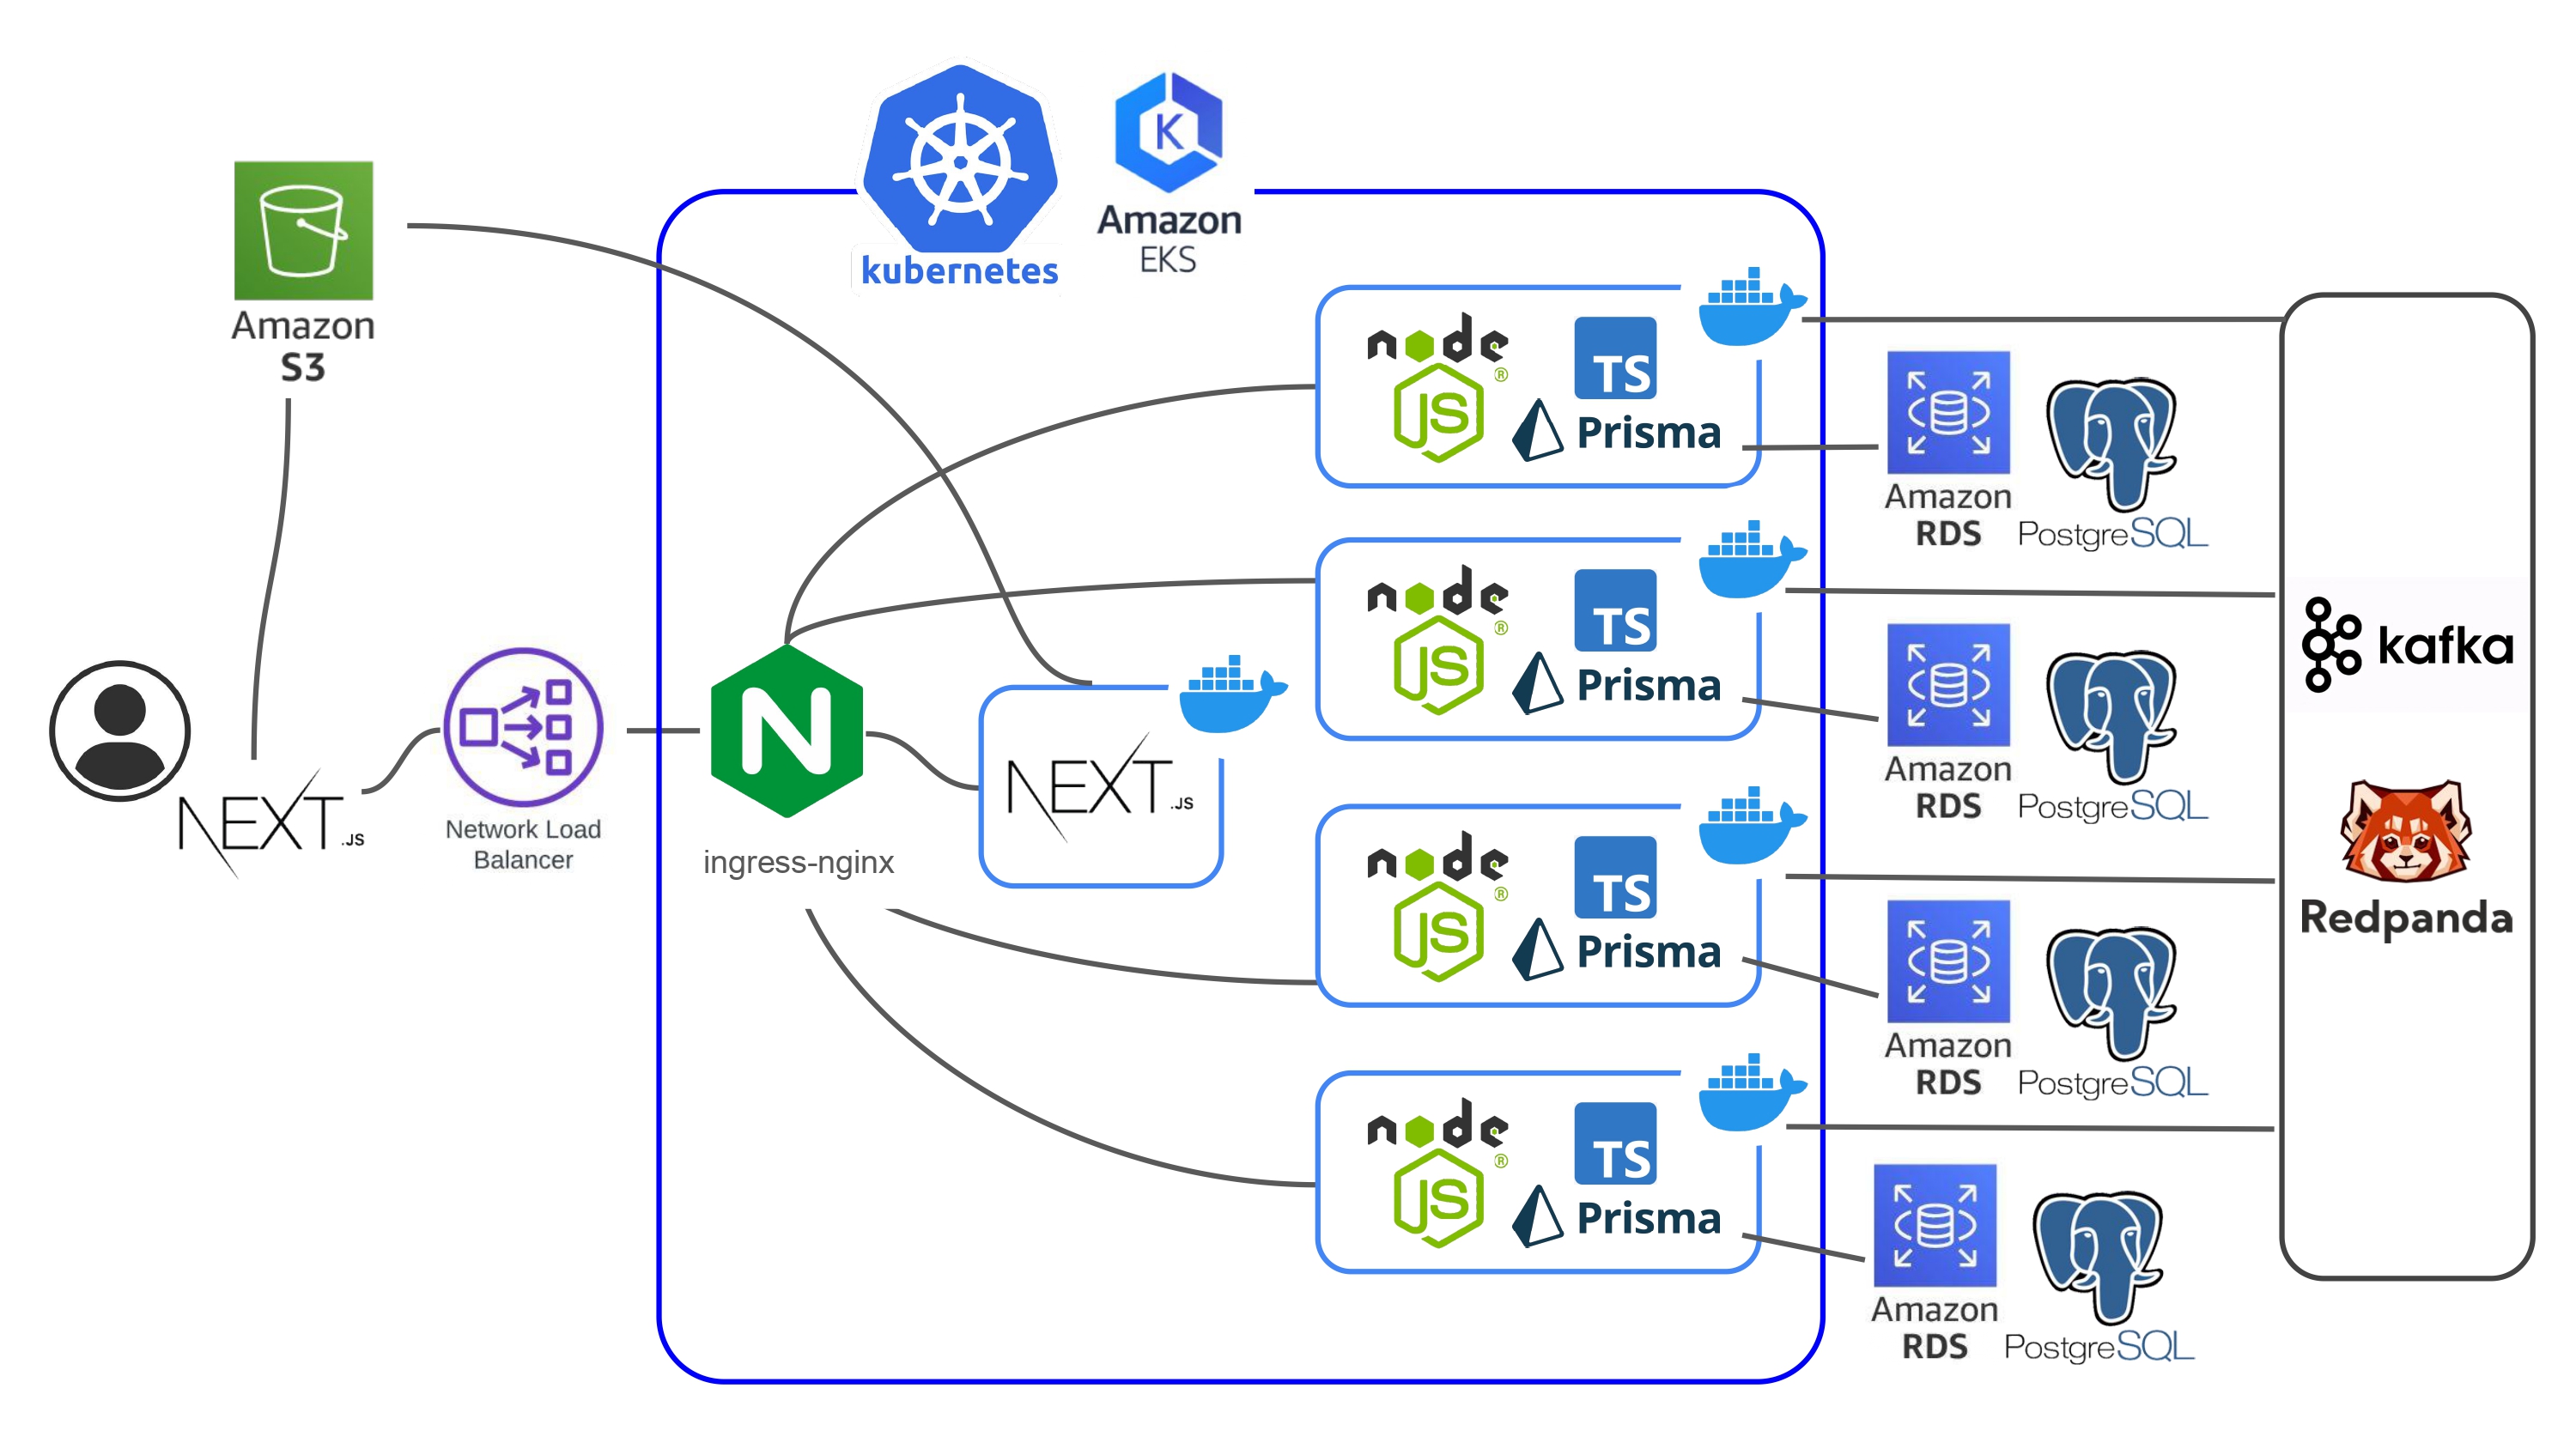 kubernetes
K
Amazon
EKS
Amazon
S3
NEXT.JS
Network Load
Balancer
N
ingress-nginx
NEXT.JS
node
JS
®
TS
Prisma
node
JS
®
TS
Prisma
node
JS
®
TS
Prisma
node
JS
®
TS
Prisma
Amazon
RDS
PostgreSQL
Amazon
RDS
PostgreSQL
Amazon
RDS
PostgreSQL
Amazon
RDS
PostgreSQL
kafka
Redpanda